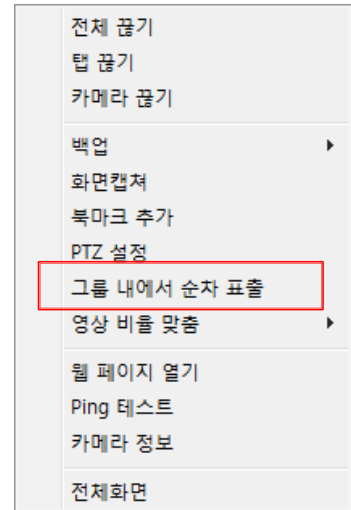 전체 끊기
탭 끊기
카메라 끊기
백업
화면캡쳐
북마크 추가
PTZ 설정
그룹 내에서 순차 표출
영상 비율 맞춤
웹 페이지 열기
Ping 테스트
카메라 정보
전체화면